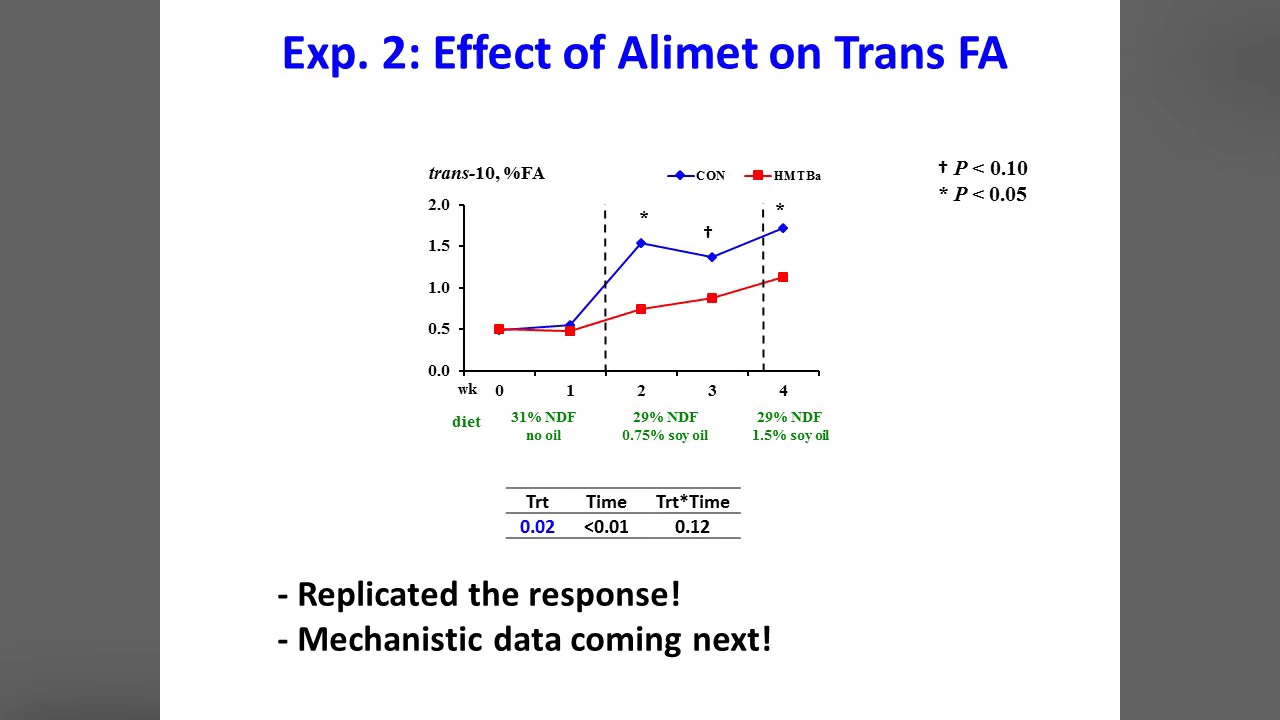 Exp. 2: Effect of Alimet on Trans FA
† P < 0.10
* P < 0.05
trans-10, %FA
CON HMTBa
2.0
1.5
1.0
0.5
0.0
* † *
wk 0 1 2 3 4
diet
31% NDF
no oil
29% NDF
0.75% soy oil
29% NDF
1.5% soy oil
Trt Time Trt*Time
0.02 <0.01 0.12
- Replicated the response!
- Mechanistic data coming next!